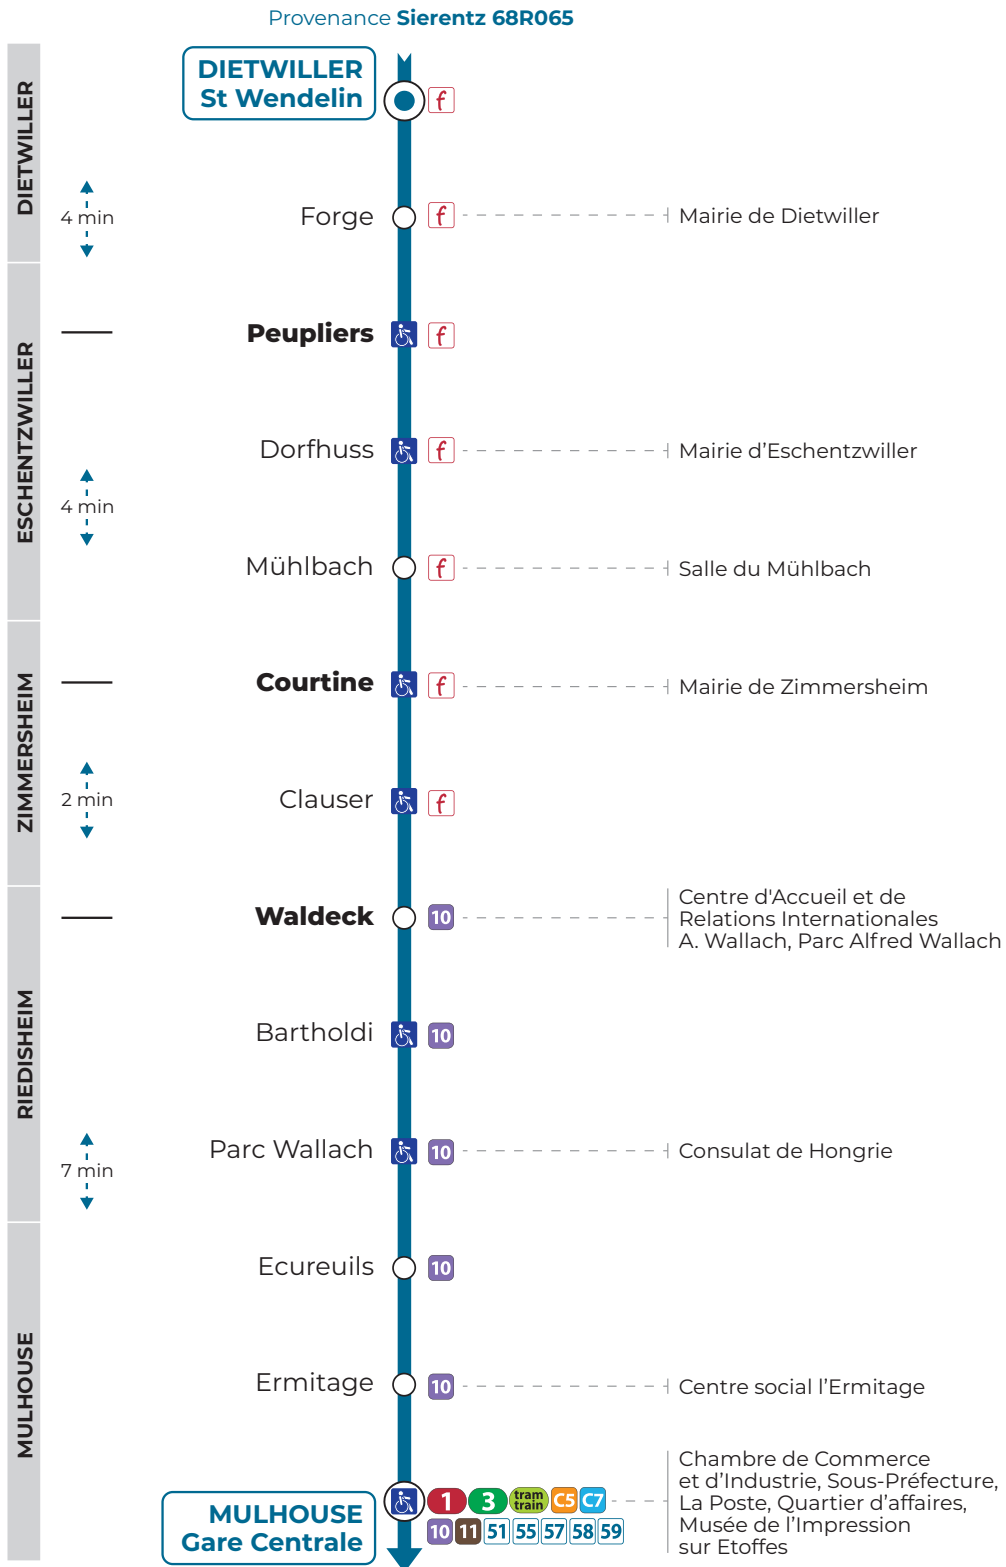 Provenance Sierentz 68R065
DIETWILLER
DIETWILLER
St Wendelin
f
4 min
Forge
f
Mairie de Dietwiller
ESCHENTZWILLER
Peupliers
f
Dorfhuss
f
Mairie d’Eschentzwiller
4 min
Mühlbach
f
Salle du Mühlbach
ZIMMERSHEIM
Courtine
f
Mairie de Zimmersheim
2 min
Clauser
f
RIEDISHEIM
Waldeck
10
Centre d'Accueil et de
Relations Internationales
A. Wallach, Parc Alfred Wallach
Bartholdi
10
7 min
Parc Wallach
10
Consulat de Hongrie
MULHOUSE
Ecureuils
10
Ermitage
10
Centre social l’Ermitage
MULHOUSE
Gare Centrale
1 3 tram train C5 C7
10 11 51 55 57 58 59
Chambre de Commerce
et d’Industrie, Sous-Préfecture,
La Poste, Quartier d’affaires,
Musée de l’Impression
sur Etoffes